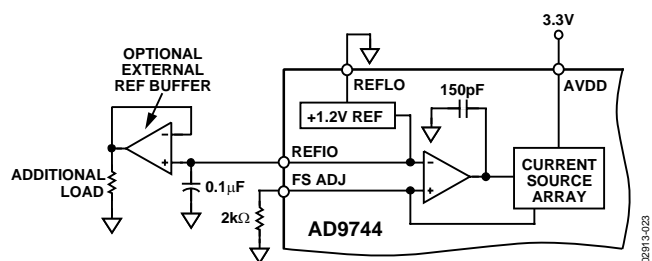 3.3V
OPTIONAL
EXTERNAL
REF BUFFER
REFLO
150pF
AVDD
+1.2V REF
–
+
REFIO
–
+
ADDITIONAL
LOAD
0.1μF
FS ADJ
CURRENT
SOURCE
ARRAY
2kΩ
AD9744
02913-023